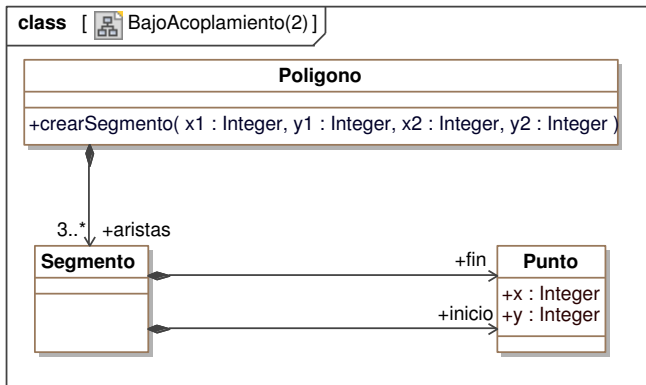 class [ BajoAcoplamiento(2) ]
Poligono
+crearSegmento( x1 : Integer, y1 : Integer, x2 : Integer, y2 : Integer )
3..* +aristas
Segmento
+fin
+inicio
Punto
+x : Integer
+y : Integer